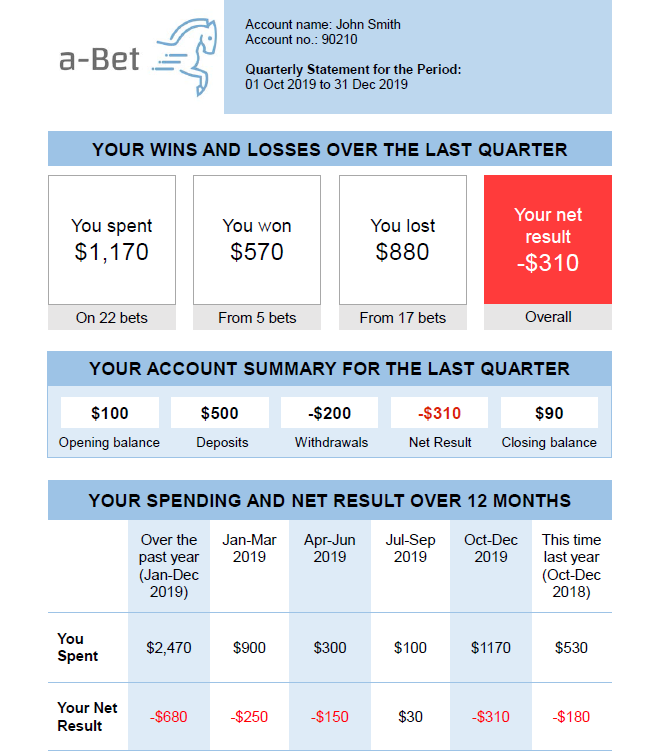 a-Bet
Account name: John Smith
Account no.: 90210
Quarterly Statement for the Period:
01 Oct 2019 to 31 Dec 2019
YOUR WINS AND LOSSES OVER THE LAST QUARTER
You spent
$1,170
On 22 bets
You won
$570
From 5 bets
You lost
$880
From 17 bets
Your net
result
-$310
Overall
YOUR ACCOUNT SUMMARY FOR THE LAST QUARTER
$100 $500 -$200 -$310 $90
Opening balance Deposits Withdrawals Net Result Closing balance
YOUR SPENDING AND NET RESULT OVER 12 MONTHS
Over the
past year
(Jan-Dec
2019)
Jan-Mar
2019
Apr-Jun
2019
Jul-Sep
2019
Oct-Dec
2019
This time
last year
(Oct-Dec
2018)
You
Spent
$2,470 $900 $300 $100 $1170 $530
Your Net
Result
-$680 -$250 -$150 $30 -$310 -$180